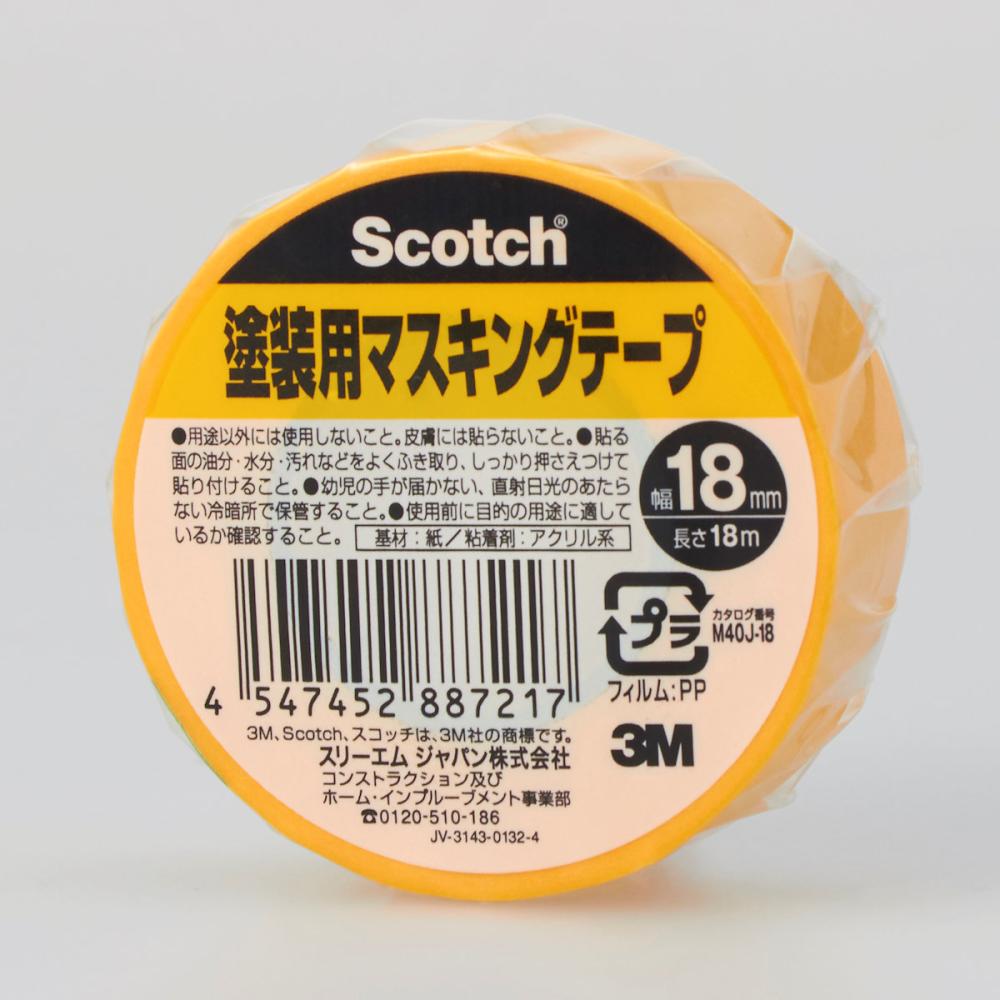 Scotch®
塗装用マスキングテープ
●用途以外には使用しないこと。皮膚には貼らないこと。●貼る
面の油分・水分・汚れなどをよくふき取り、しっかり押さえつけて
貼り付けること。●幼児の手が届かない、直射日光のあたら
ない冷暗所で保管すること。●使用前に目的の用途に適して
いるか確認すること。
基材：紙／粘着剤：アクリル系
幅18mm
長さ18m
プラ
カタログ番号
M40J-18
フィルム：PP
4 547452 887217
3M、Scotch、スコッチは、3M社の商標です。
スリーエム ジャパン株式会社
コンストラクション及び
ホーム・インプルーブメント事業部
☎0120-510-186
JV-3143-0132-4
3M